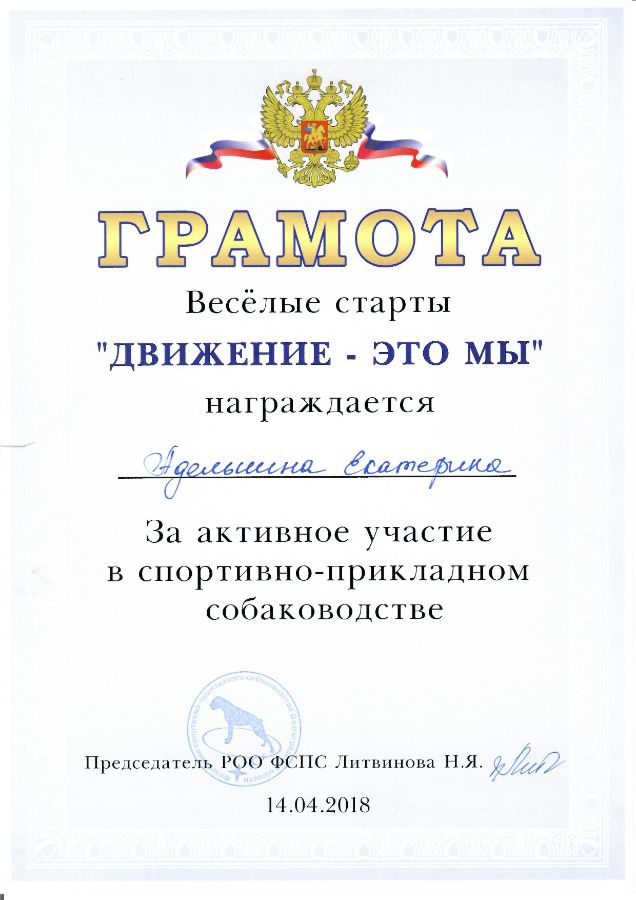 ГРАМОТА
Весёлые старты
"ДВИЖЕНИЕ - ЭТО МЫ"
награждается
Адельшина Екатерина
За активное участие
в спортивно-прикладном
собаководстве
Председатель РОО ФСПС Литвинова Н.Я.
14.04.2018